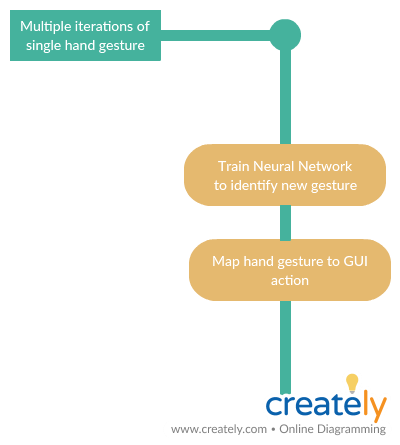 Multiple iterations of
single hand gesture
Train Neural Network
to identify new gesture
Map hand gesture to GUI
action
creately
www.creately.com • Online Diagramming